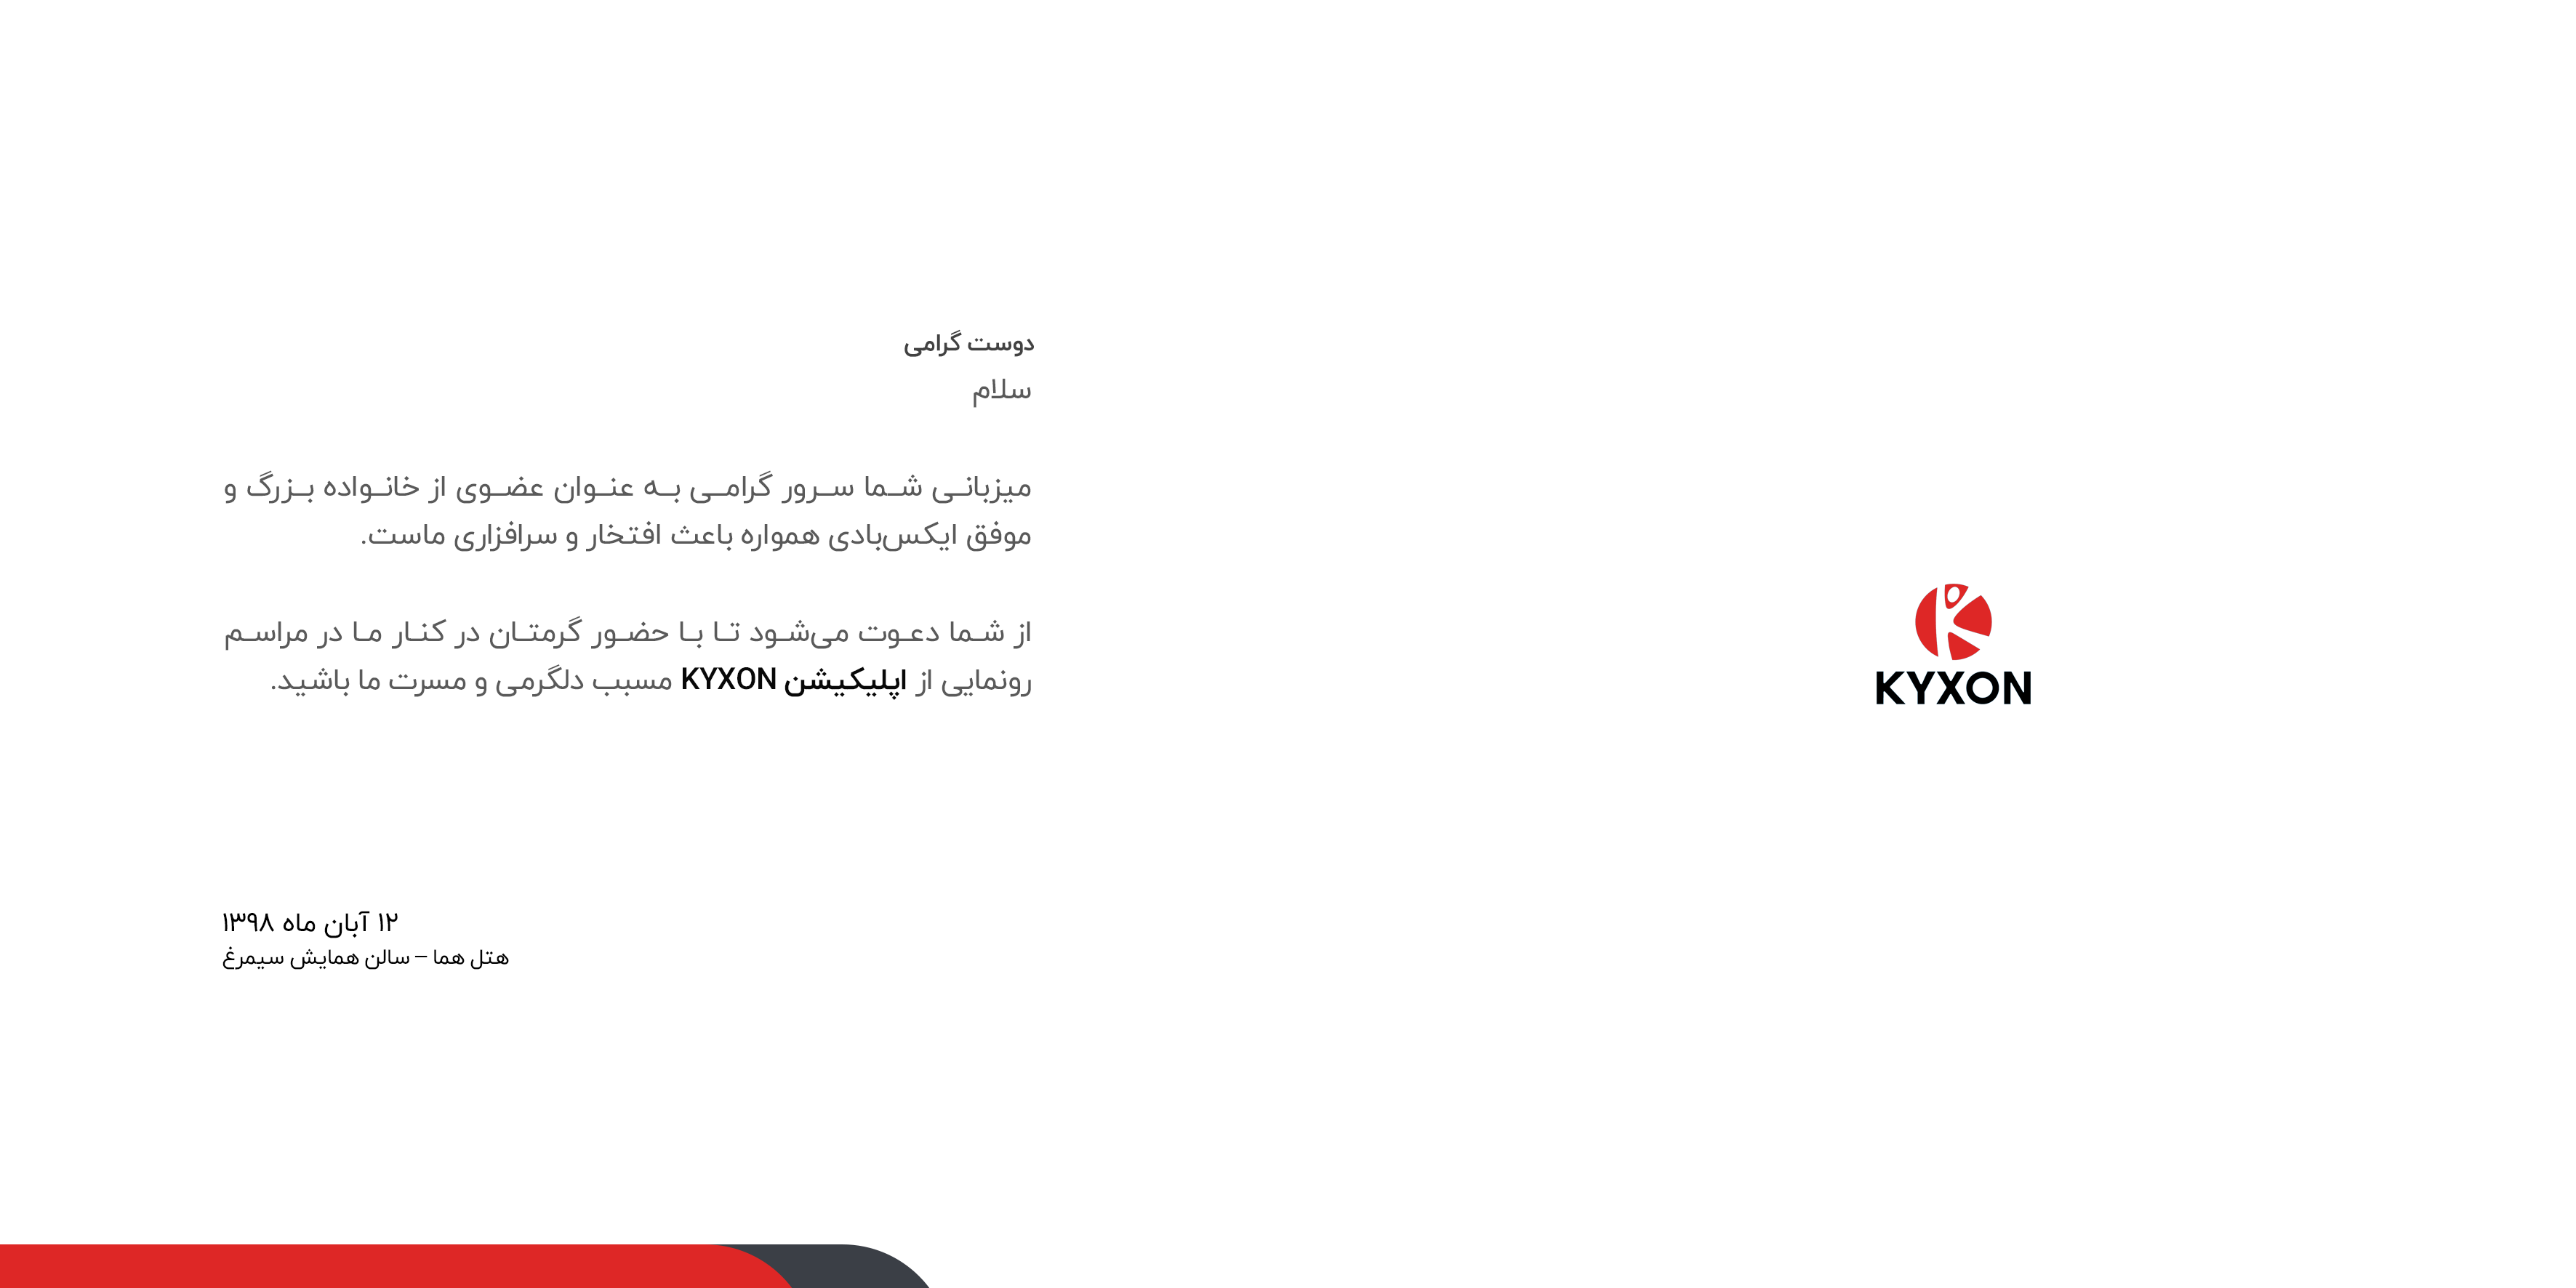 دوست گرامی
سلام
میزبانی شما سرور گرامی به عنوان عضوی از خانواده بزرگ و
موفق ایکس‌بادی همواره باعث افتخار و سرافزاری ماست.
از شما دعوت می‌شود تا با حضور گرمتان در کنار ما در مراسم
رونمایی از اپلیکیشن KYXON مسبب دلگرمی و مسرت ما باشید.
۱۲ آبان ماه ۱۳۹۸
هتل هما – سالن همایش سیمرغ
KYXON